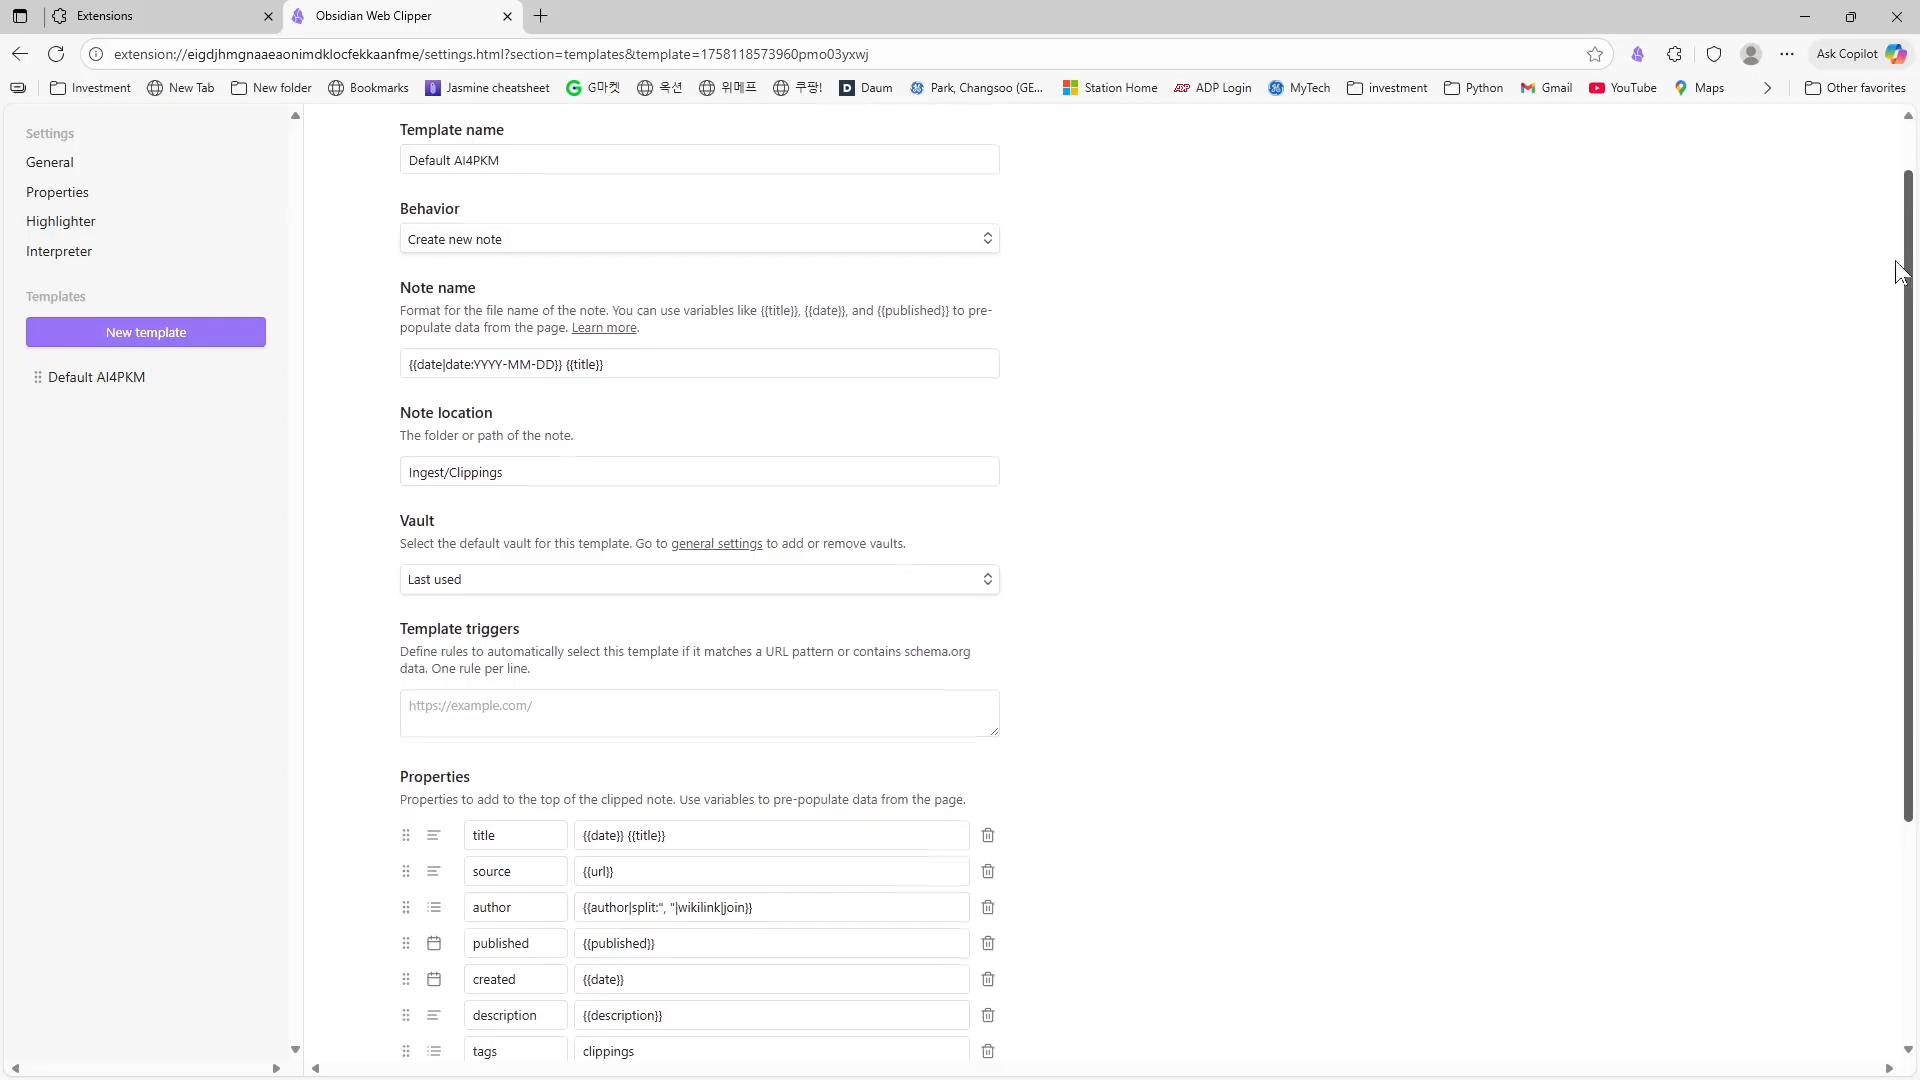 Extensions
Obsidian Web Clipper
extension://eigdjhmgnaaeaonimdklocfekkaanfme/settings.html?section=templates&template=1758118573960pmo03yxwj
Ask Copilot
Investment
New Tab
New folder
Bookmarks
Jasmine cheatsheet
G마켓
옥션
위메프
쿠팡!
Daum
Park, Changsoo (GE...
Station Home
ADP Login
MyTech
investment
Python
Gmail
YouTube
Maps
Other favorites
Settings
General
Properties
Highlighter
Interpreter
Templates
New template
Default AI4PKM
Template name
Default AI4PKM
Behavior
Create new note
Note name
Format for the file name of the note. You can use variables like {{title}}, {{date}}, and {{published}} to pre-
populate data from the page. Learn more.
{{date|date:YYYY-MM-DD}} {{title}}
Note location
The folder or path of the note.
Ingest/Clippings
Vault
Select the default vault for this template. Go to general settings to add or remove vaults.
Last used
Template triggers
Define rules to automatically select this template if it matches a URL pattern or contains schema.org
data. One rule per line.
https://example.com/
Properties
Properties to add to the top of the clipped note. Use variables to pre-populate data from the page.
title {{date}} {{title}}
source {{url}}
author {{author|split:", "|wikilink|join}}
published {{published}}
created {{date}}
description {{description}}
tags clippings